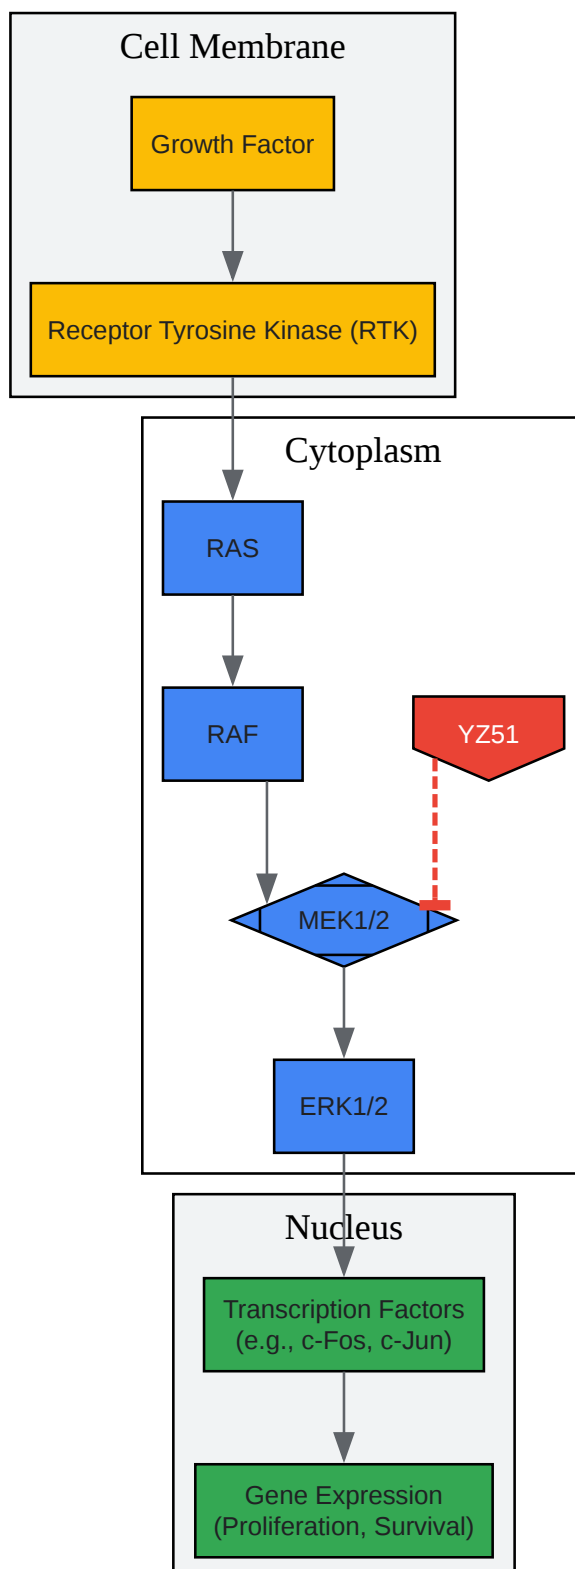 Cell Membrane
Growth Factor
Receptor Tyrosine Kinase (RTK)
Cytoplasm
RAS
RAF
YZ51
MEK1/2
ERK1/2
Nucleus
Transcription Factors
(e.g., c-Fos, c-Jun)
Gene Expression
(Proliferation, Survival)